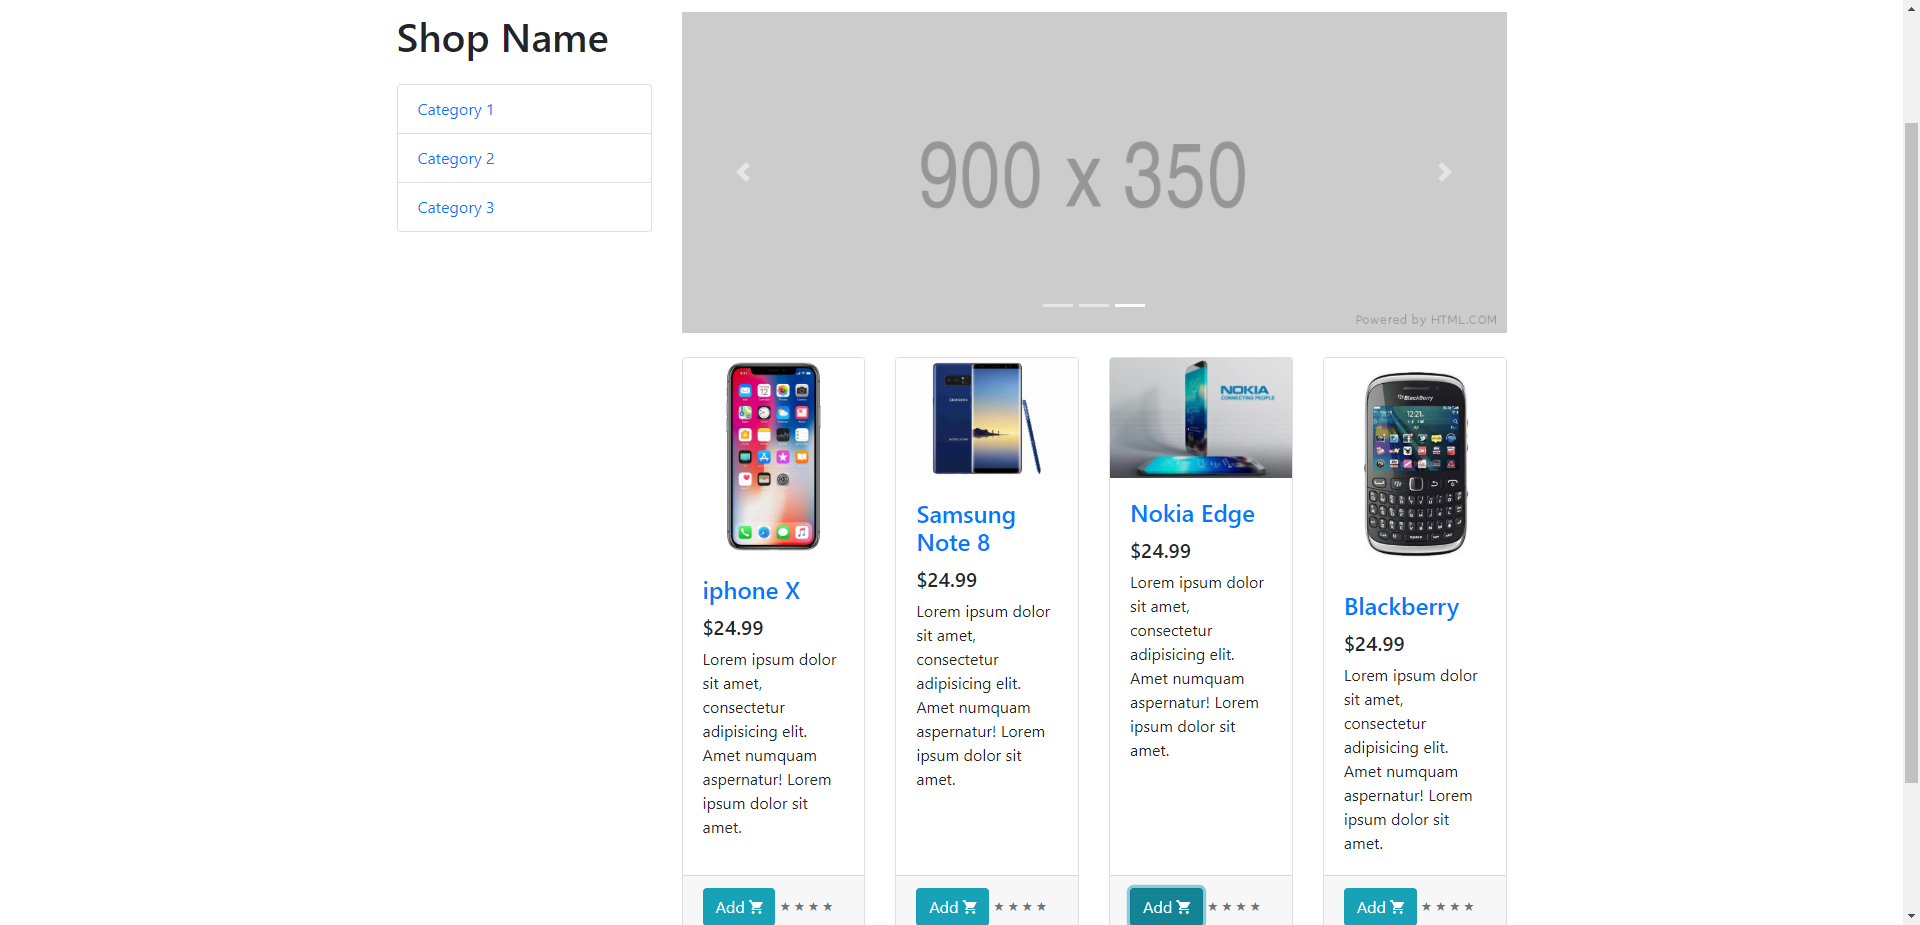 Shop Name
Category 1
Category 2
Category 3
900 x 350
Powered by HTML.COM
iphone X
$24.99
Lorem ipsum dolor
sit amet,
consectetur
adipisicing elit.
Amet numquam
aspernatur! Lorem
ipsum dolor sit
amet.
Add
SAMSUNG
Samsung
Note 8
$24.99
Lorem ipsum dolor
sit amet,
consectetur
adipisicing elit.
Amet numquam
aspernatur! Lorem
ipsum dolor sit
amet.
Add
NOKIA
CONNECTING PEOPLE
Nokia Edge
$24.99
Lorem ipsum dolor
sit amet,
consectetur
adipisicing elit.
Amet numquam
aspernatur! Lorem
ipsum dolor sit
amet.
Add
BlackBerry
12:21
Blackberry
$24.99
Lorem ipsum dolor
sit amet,
consectetur
adipisicing elit.
Amet numquam
aspernatur! Lorem
ipsum dolor sit
amet.
Add